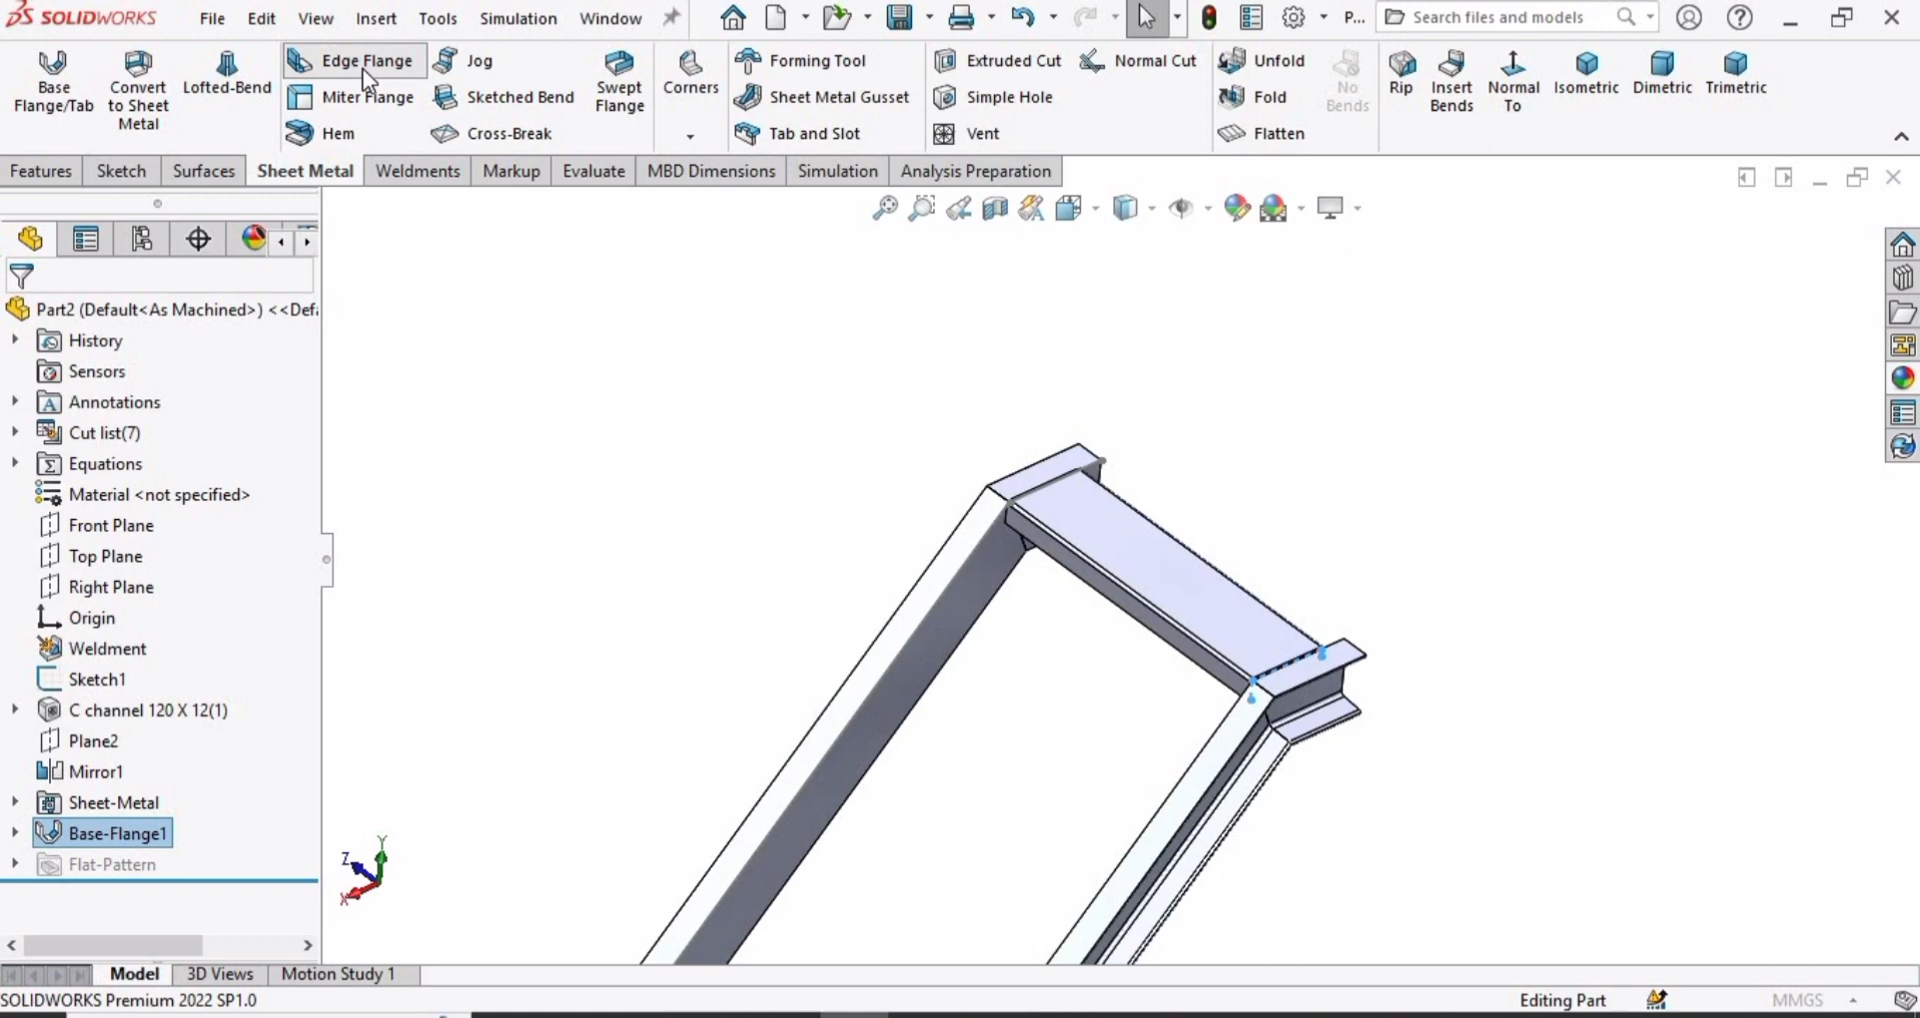 SOLIDWORKS
File Edit View Insert Tools Simulation Window
P...
Search files and models
Base Flange/Tab
Convert to Sheet Metal
Lofted-Bend
Edge Flange
Miter Flange
Hem
Jog
Sketched Bend
Cross-Break
Swept Flange
Corners
Forming Tool
Sheet Metal Gusset
Tab and Slot
Extruded Cut
Simple Hole
Vent
Normal Cut
Unfold
Fold
Flatten
No Bends
Rip
Insert Bends
Normal To
Isometric
Dimetric
Trimetric
Features Sketch Surfaces Sheet Metal Weldments Markup Evaluate MBD Dimensions Simulation Analysis Preparation
Part2 (Default<As Machined>) <<Def
History
Sensors
Annotations
Cut list(7)
Equations
Material <not specified>
Front Plane
Top Plane
Right Plane
Origin
Weldment
Sketch1
C channel 120 X 12(1)
Plane2
Mirror1
Sheet-Metal
Base-Flange1
Flat-Pattern
Y
Z
X
Model 3D Views Motion Study 1
SOLIDWORKS Premium 2022 SP1.0
Editing Part
MMGS